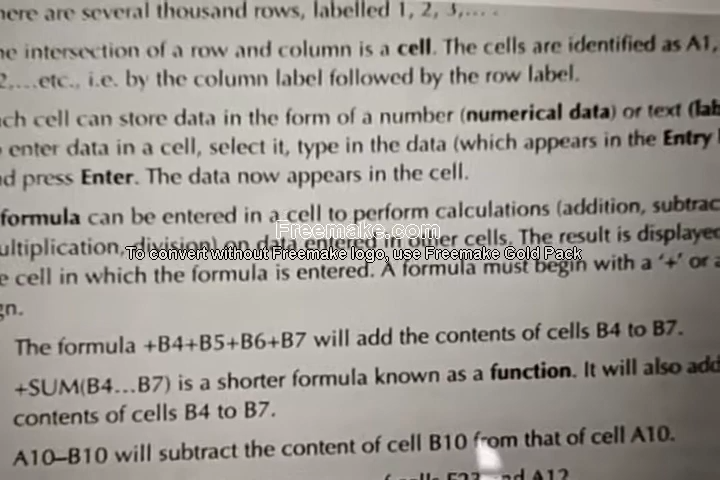 here are several thousand rows, labelled 1, 2, 3,... .
he intersection of a row and column is a cell. The cells are identified as A1,
2,...etc., i.e. by the column label followed by the row label.
ch cell can store data in the form of a number (numerical data) or text (lab
enter data in a cell, select it, type in the data (which appears in the Entry
d press Enter. The data now appears in the cell.
formula can be entered in a cell to perform calculations (addition, subtrac
Freemake.com
ultiplication, division) on data entered in other cells. The result is displayed
To convert without Freemake logo, use Freemake Gold Pack
e cell in which the formula is entered. A formula must begin with a '+' or a
gn.
The formula +B4+B5+B6+B7 will add the contents of cells B4 to B7.
+SUM(B4...B7) is a shorter formula known as a function. It will also add
contents of cells B4 to B7.
A10–B10 will subtract the content of cell B10 from that of cell A10.
and A12